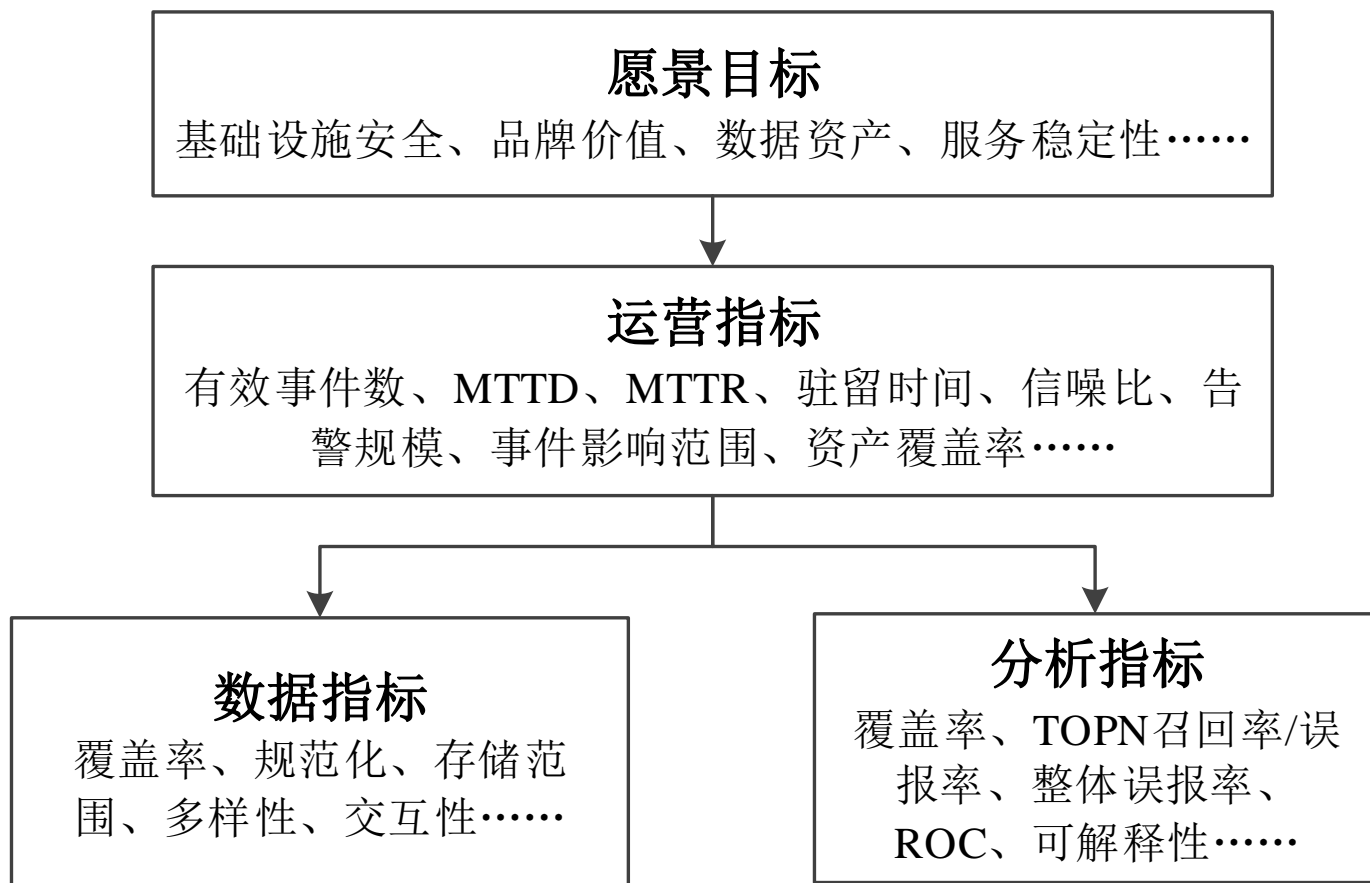 愿景目标
基础设施安全、品牌价值、数据资产、服务稳定性……
运营指标
有效事件数、MTTD、MTTR、驻留时间、信噪比、告
警规模、事件影响范围、资产覆盖率……
数据指标
覆盖率、规范化、存储范
围、多样性、交互性……
分析指标
覆盖率、TOPN召回率/误
报率、整体误报率、
ROC、可解释性……